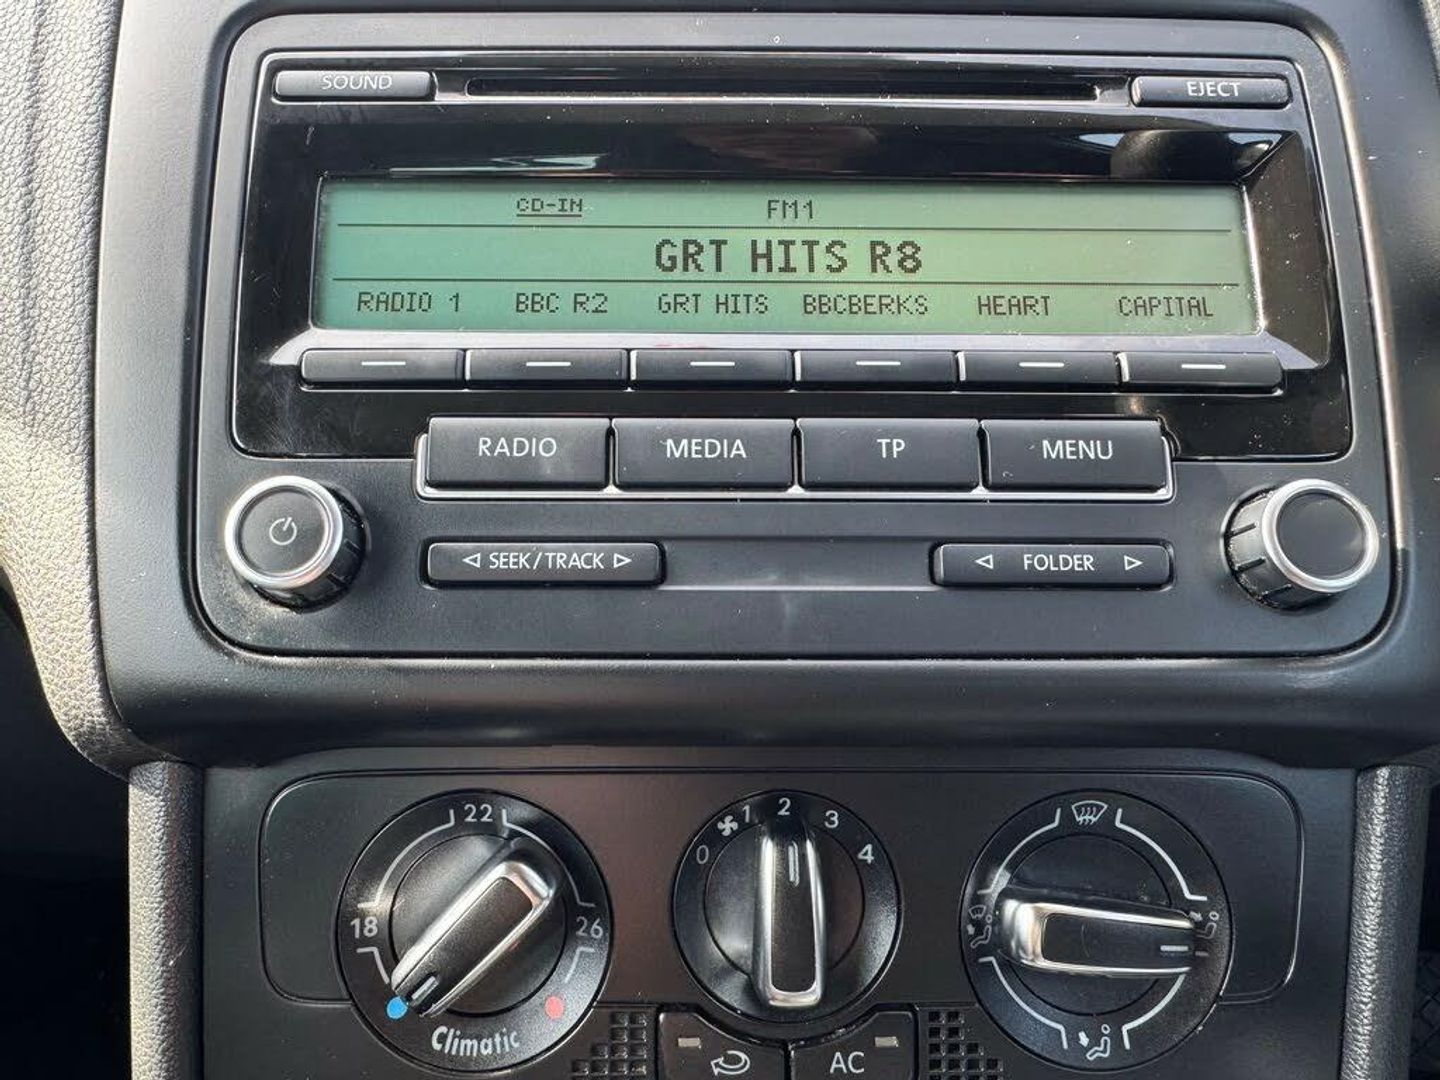 SOUND
EJECT
CD-IN FM1
GRT HITS R8
RADIO 1 BBC R2 GRT HITS BBCBERKS HEART CAPITAL
RADIO MEDIA TP MENU
SEEK/TRACK FOLDER
22
18
26
Climatic
0 1 2 3 4
AC